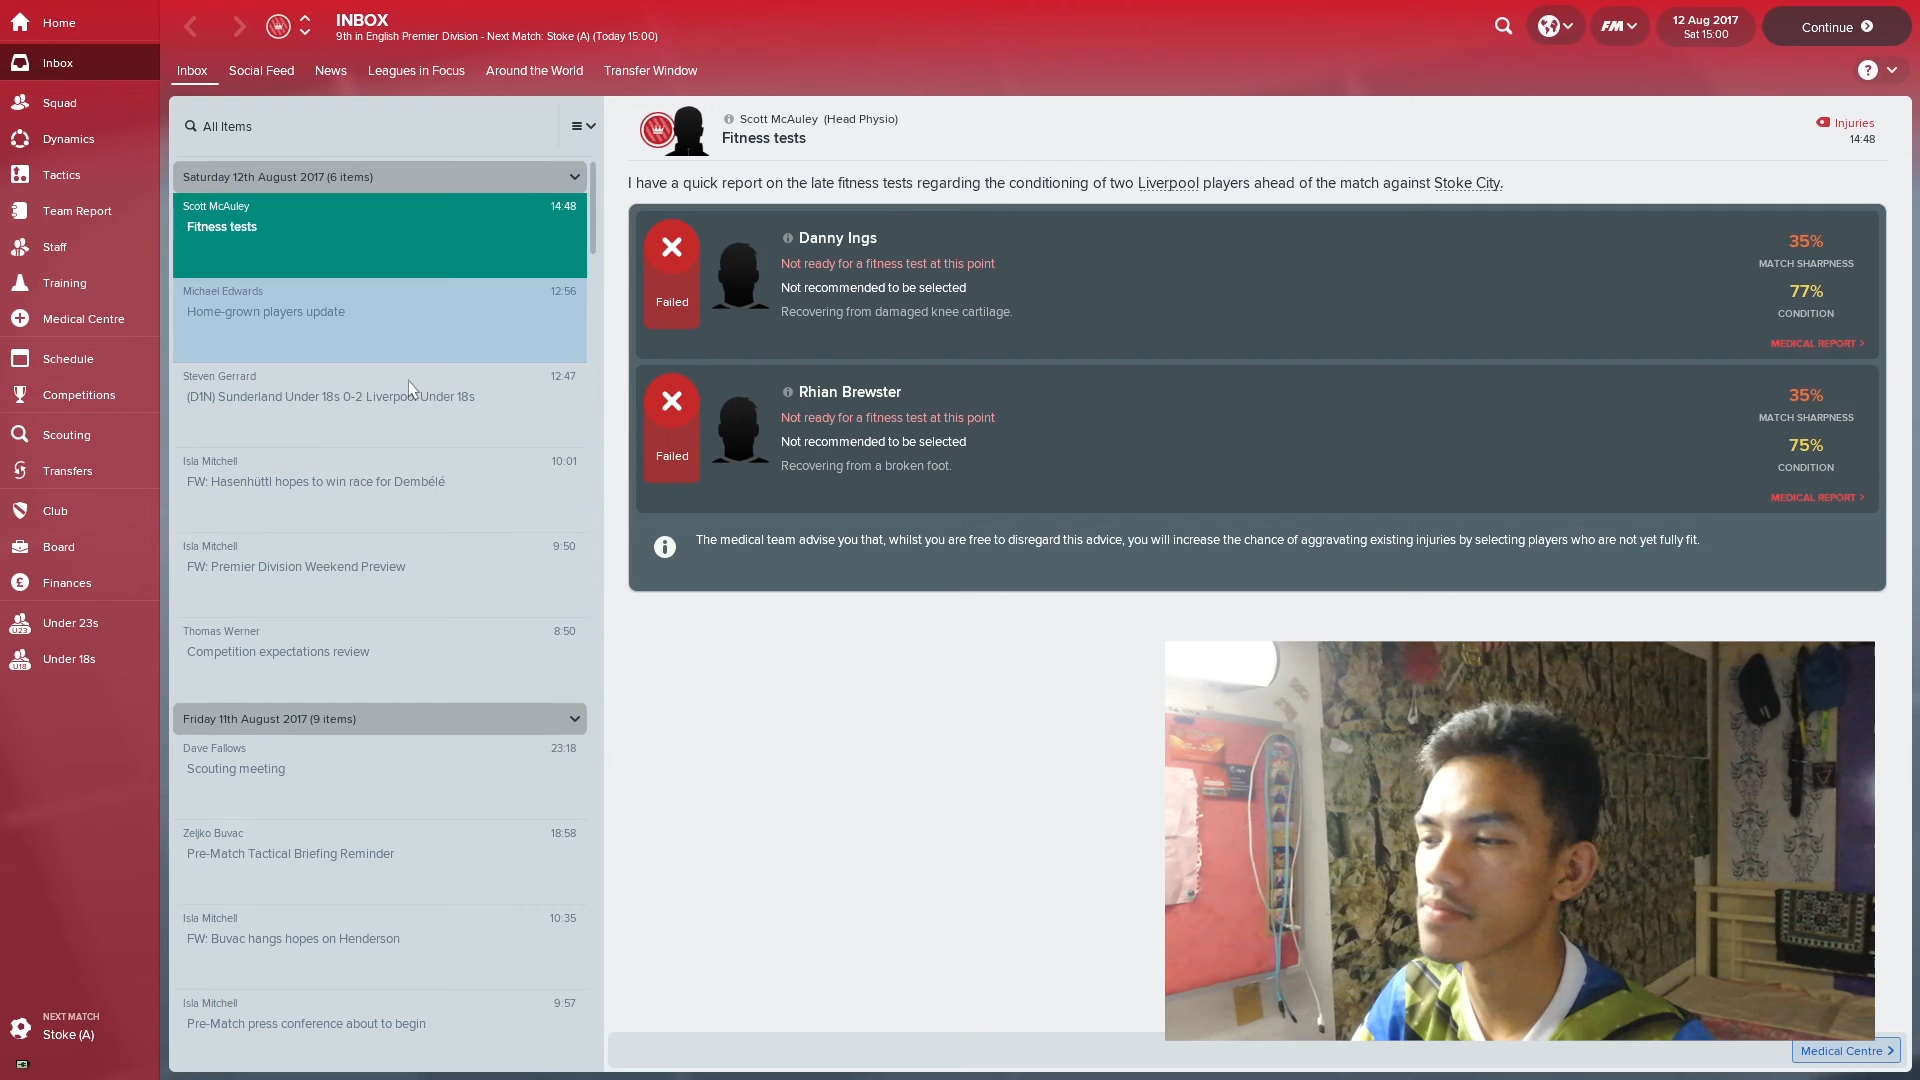 Home
Inbox
Squad
Dynamics
Tactics
Team Report
Staff
Training
Medical Centre
Schedule
Competitions
Scouting
Transfers
Club
Board
Finances
U23
Under 23s
U18
Under 18s
NEXT MATCH
Stoke (A)
INBOX
9th in English Premier Division - Next Match: Stoke (A) (Today 15:00)
FM
12 Aug 2017
Sat 15:00
Continue
Inbox
Social Feed
News
Leagues in Focus
Around the World
Transfer Window
?
All Items
Saturday 12th August 2017 (6 items)
Scott McAuley 14:48
Fitness tests
Michael Edwards 12:56
Home-grown players update
Steven Gerrard 12:47
(D1N) Sunderland Under 18s 0-2 Liverpool Under 18s
Isla Mitchell 10:01
FW: Hasenhüttl hopes to win race for Dembélé
Isla Mitchell 9:50
FW: Premier Division Weekend Preview
Thomas Werner 8:50
Competition expectations review
Friday 11th August 2017 (9 items)
Dave Fallows 23:18
Scouting meeting
Zeljko Buvac 18:58
Pre-Match Tactical Briefing Reminder
Isla Mitchell 10:35
FW: Buvac hangs hopes on Henderson
Isla Mitchell 9:57
Pre-Match press conference about to begin
Scott McAuley (Head Physio)
Fitness tests
Injuries
14:48
I have a quick report on the late fitness tests regarding the conditioning of two Liverpool players ahead of the match against Stoke City.
Failed
Danny Ings
Not ready for a fitness test at this point
Not recommended to be selected
Recovering from damaged knee cartilage.
35%
MATCH SHARPNESS
77%
CONDITION
MEDICAL REPORT >
Failed
Rhian Brewster
Not ready for a fitness test at this point
Not recommended to be selected
Recovering from a broken foot.
35%
MATCH SHARPNESS
75%
CONDITION
MEDICAL REPORT >
The medical team advise you that, whilst you are free to disregard this advice, you will increase the chance of aggravating existing injuries by selecting players who are not yet fully fit.
Medical Centre >